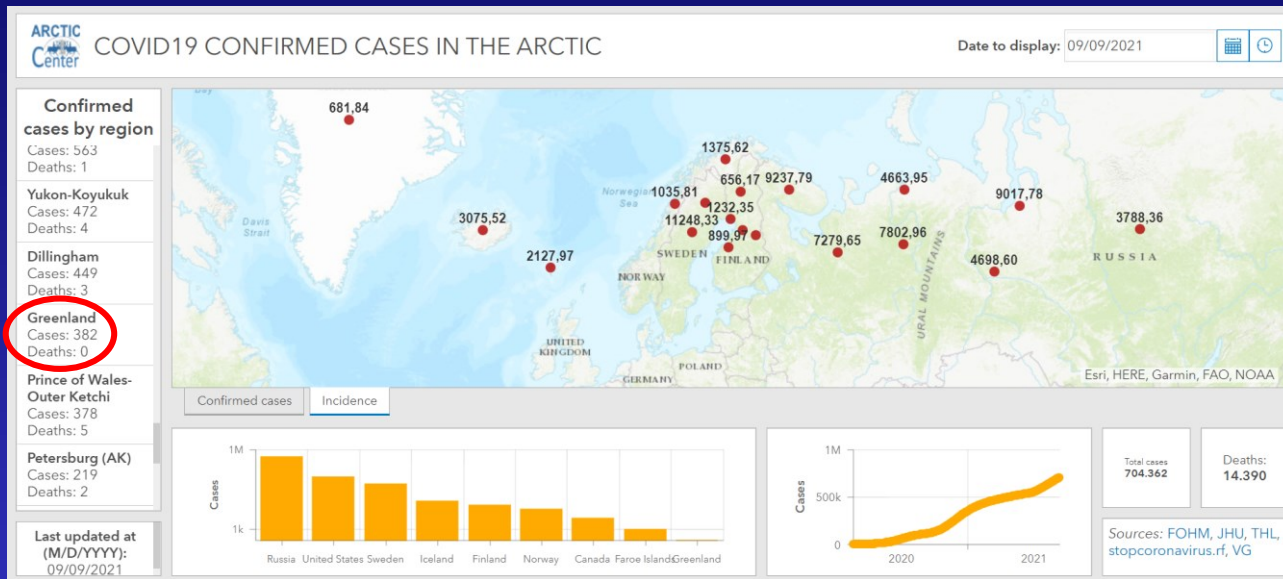 ARCTIC
Center
COVID19 CONFIRMED CASES IN THE ARCTIC
Date to display: 09/09/2021
Confirmed
cases by region
Cases: 563
Deaths: 1
Yukon-Koyukuk
Cases: 472
Deaths: 4
Dillingham
Cases: 449
Deaths: 3
Greenland
Cases: 382
Deaths: 0
Prince of Wales-
Outer Ketchi
Cases: 378
Deaths: 5
Petersburg (AK)
Cases: 219
Deaths: 2
Last updated at
(M/D/YYYY):
09/09/2021
Bay
681,84
1375,62
656,17
9237,79
4663,95
9017,78
Norwegian
Sea
1035,81
1232,35
11248,33
899,97
3075,52
2127,97
7279,65
7802,96
3788,36
4698,60
Davis
Strait
SWEDEN
FINLAND
NORWAY
RUSSIA
URAL MOUNTAINS
UNITED
KINGDOM
POLAND
GERMANY
Esri, HERE, Garmin, FAO, NOAA
Confirmed cases
Incidence
1M
Cases
1k
Russia United States Sweden Iceland Finland Norway Canada Faroe Islands Greenland
1M
Cases
500k
0
2020 2021
Total cases
704.362
Deaths:
14.390
Sources: FOHM, JHU, THL,
stopcoronavirus.rf, VG